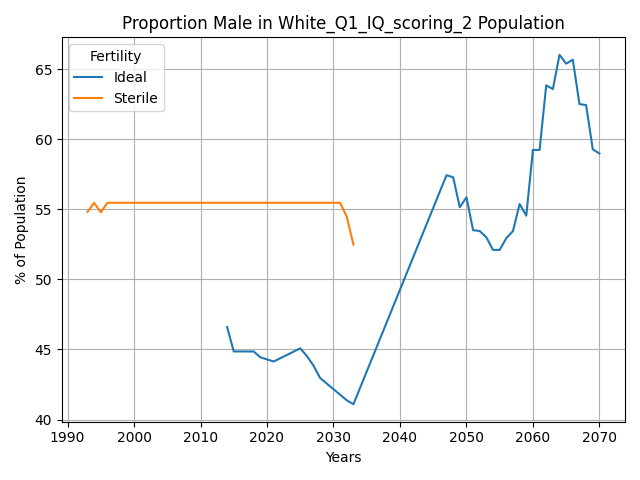 Proportion Male in White_Q1_IQ_scoring_2 Population
Fertility
Ideal
Sterile
% of Population
65
60
55
50
45
40
1990 2000 2010 2020 2030 2040 2050 2060 2070
Years